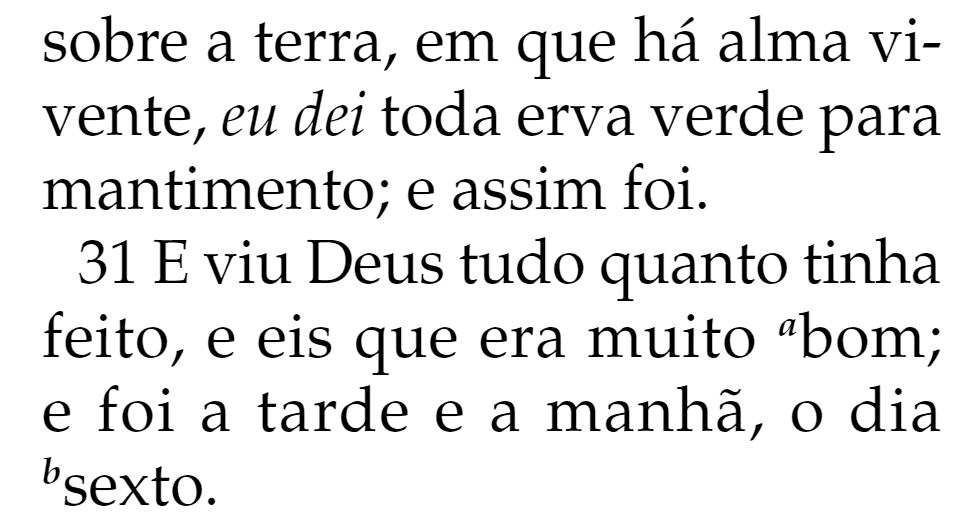 sobre a terra, em que há alma vi-
vente, eu dei toda erva verde para
mantimento; e assim foi.
31 E viu Deus tudo quanto tinha
feito, e eis que era muito abom;
e foi a tarde e a manhã, o dia
bsexto.